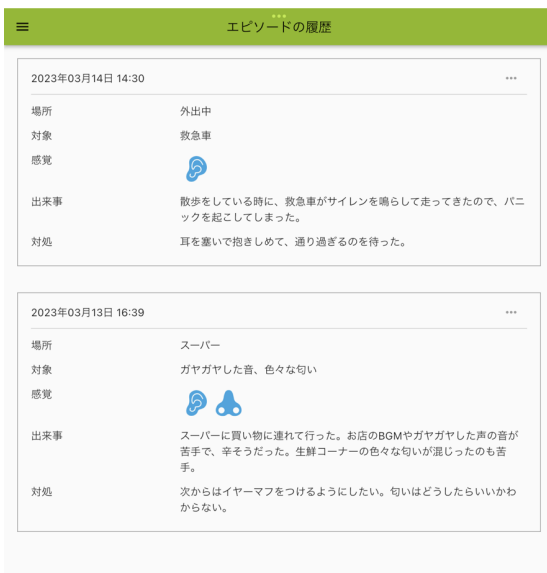 エピソードの履歴
2023年03月14日 14:30
場所 外出中
対象 救急車
感覚
出来事 散歩をしている時に、救急車がサイレンを鳴らして走ってきたので、パニ
ックを起こしてしまった。
対処 耳を塞いで抱きしめて、通り過ぎるのを待った。
2023年03月13日 16:39
場所 スーパー
対象 ガヤガヤした音、色々な匂い
感覚
出来事 スーパーに買い物に連れて行った。お店のBGMやガヤガヤした声の音が
苦手で、辛そうだった。生鮮コーナーの色々な匂いが混じったのも苦
手。
対処 次からはイヤーマフをつけるようにしたい。匂いはどうしたらいいかわ
からない。